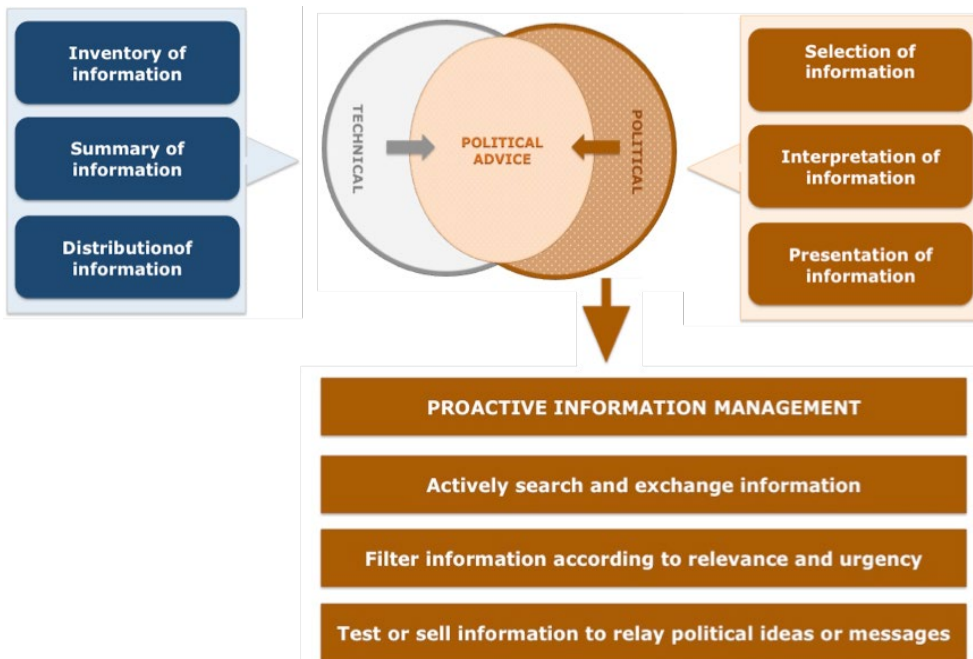 Inventory of
information
Summary of
information
Distributionof
information
TECHNICAL
POLITICAL
ADVICE
POLITICAL
Selection of
information
Interpretation of
information
Presentation of
information
PROACTIVE INFORMATION MANAGEMENT
Actively search and exchange information
Filter information according to relevance and urgency
Test or sell information to relay political ideas or messages